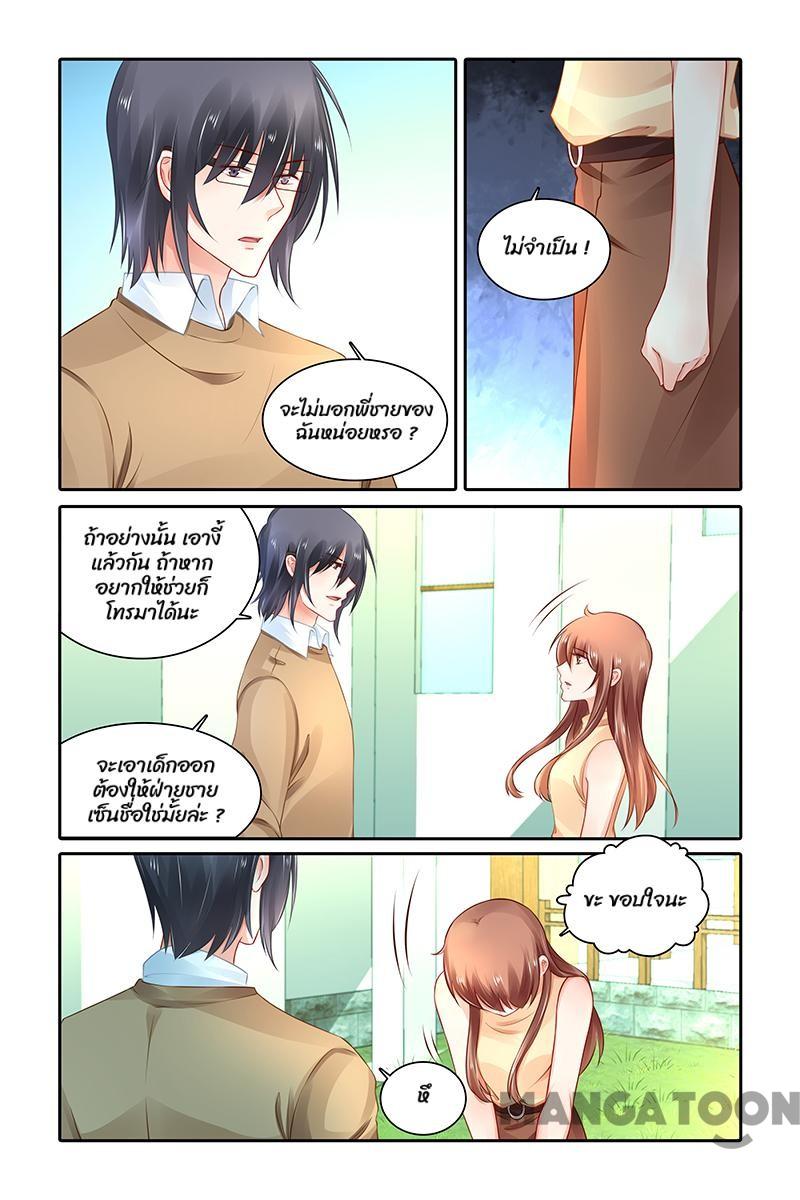 จะไม่บอกพี่ชายของ
ฉันหน่อยหรอ ?
ไม่จำเป็น !
ถ้าอย่างนั้น เอางี้
แล้วกัน ถ้าหาก
อยากให้ช่วยก็
โทรมาได้นะ
จะเอาเด็กออก
ต้องให้ฝ่ายชาย
เซ็นชื่อใช่มั้ยล่ะ ?
ขะ ขอบใจนะ
หึ
MANGATOON